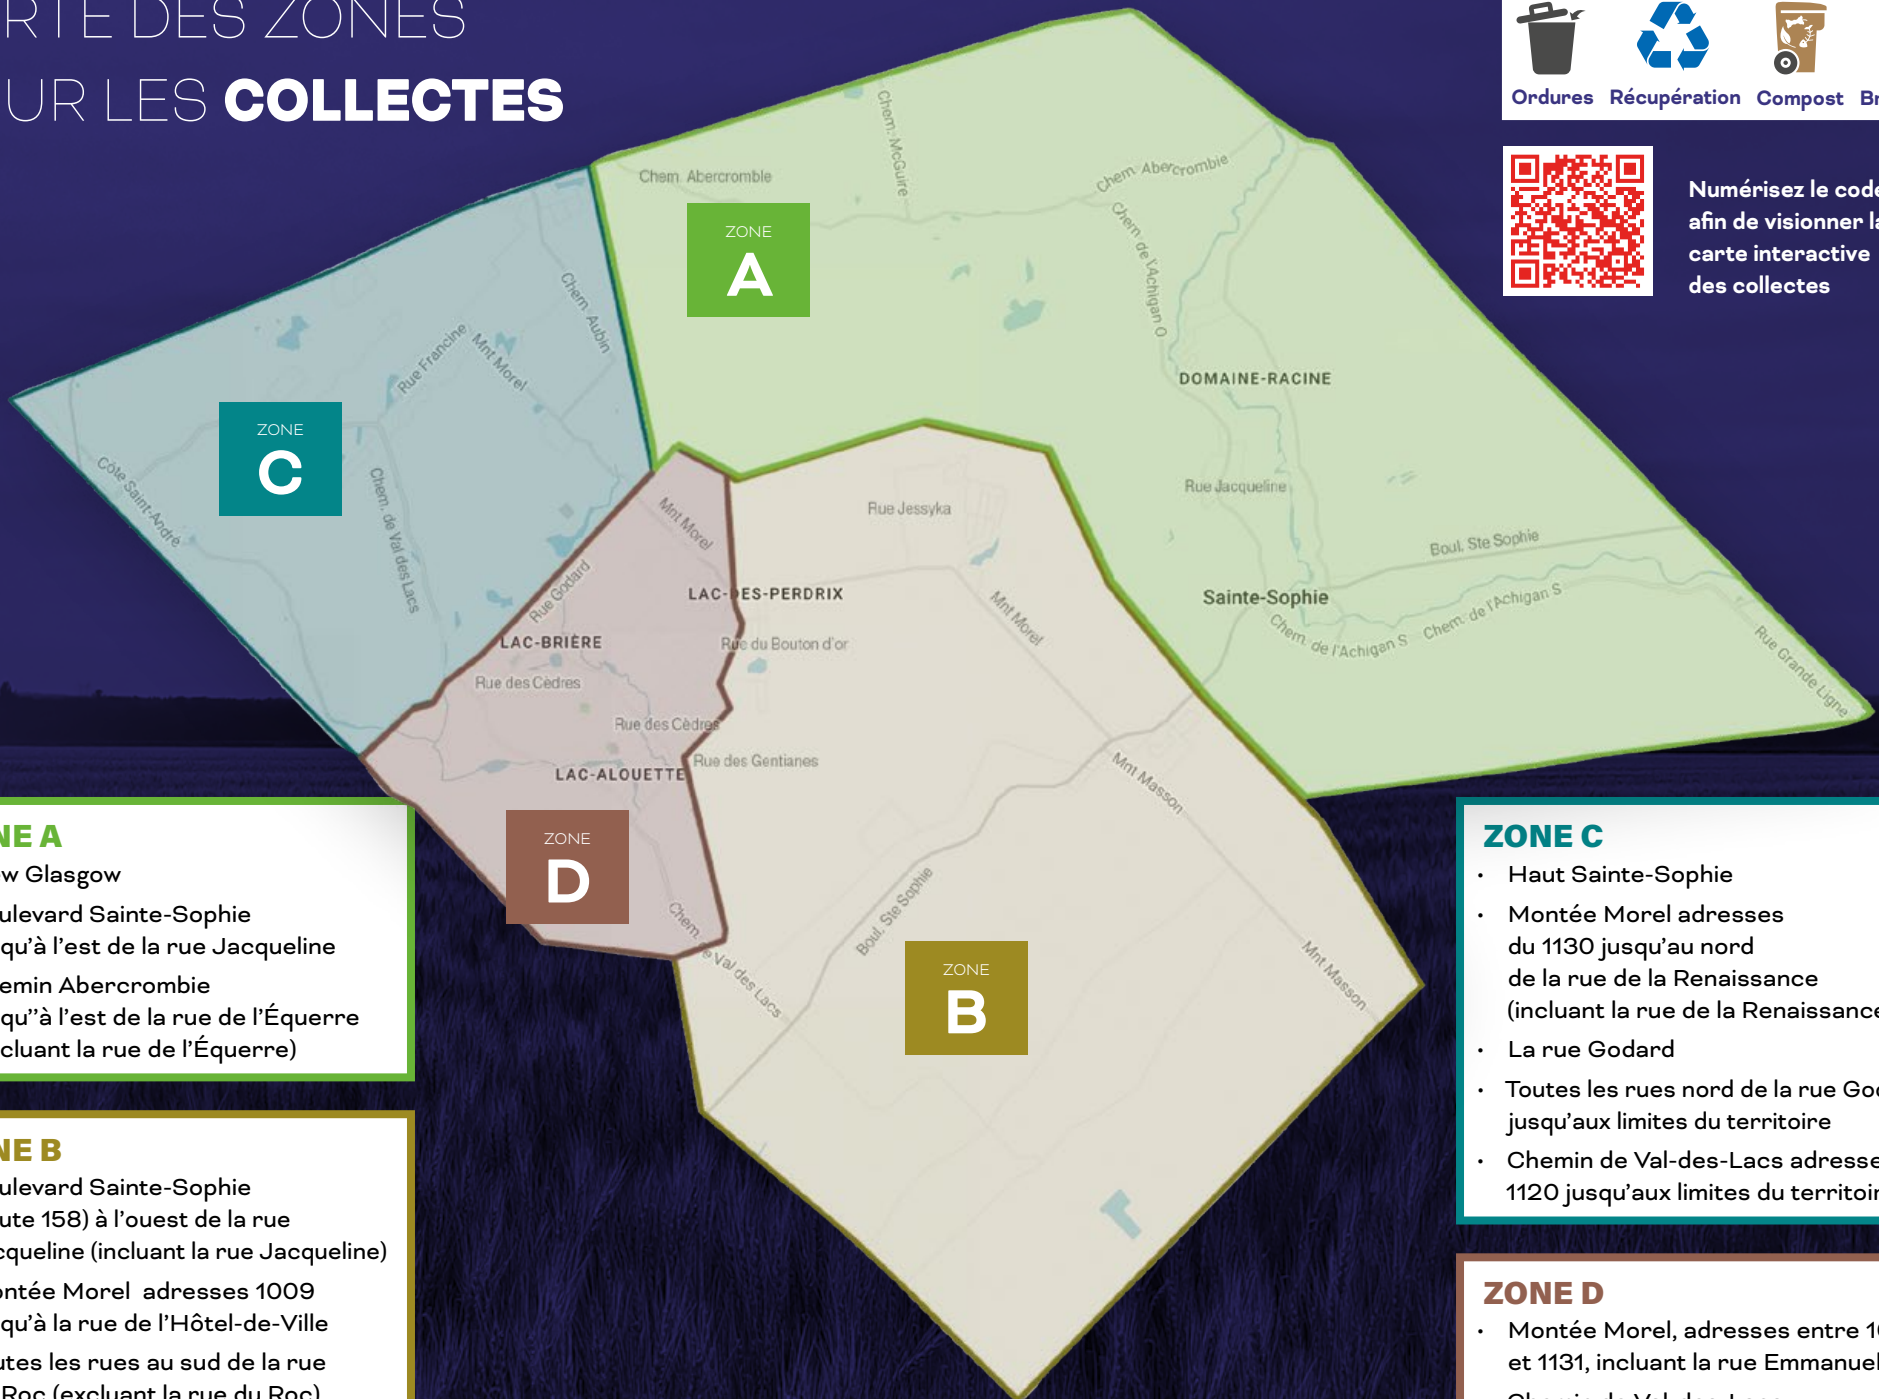 RTE DES ZONES
UR LES COLLECTES
Ordures Récupération Compost Br
Numérisez le code
afin de visionner la
carte interactive
des collectes
Chem. Abercromble
Chem. McGuire
Chem. Abercrombie
Chem. de l'Achigan O
ZONE
A
Chem. Aubin
Rue Francine
Mnt Morel
DOMAINE-RACINE
ZONE
C
Côte Saint-André
Chem. de Val des Lacs
Rue Jacqueline
Mnt Morel
Rue Jessyka
Boul. Ste Sophie
Rue Godard
LAC-DES-PERDRIX
Mnt Morel
Sainte-Sophie
Chem. de l'Achigan S
Chem. de l'Achigan S
Rue Grande Ligne
LAC-BRIÈRE
Rue du Bouton d'or
Rue des Cèdres
Rue des Cèdres
LAC-ALOUETTE
Rue des Gentianes
Mnt Masson
ZONE
D
Boul. Ste Sophie
Chem. de Val des Lacs
Mnt Masson
ZONE
B
NE A
w Glasgow
ulevard Sainte-Sophie
qu'à l'est de la rue Jacqueline
emin Abercrombie
qu''à l'est de la rue de l'Équerre
cluant la rue de l'Équerre)
NE B
ulevard Sainte-Sophie
ute 158) à l'ouest de la rue
cqueline (incluant la rue Jacqueline)
ontée Morel adresses 1009
qu'à la rue de l'Hôtel-de-Ville
utes les rues au sud de la rue
Roc (excluant la rue du Roc)
ZONE C
• Haut Sainte-Sophie
• Montée Morel adresses
du 1130 jusqu'au nord
de la rue de la Renaissance
(incluant la rue de la Renaissance
• La rue Godard
• Toutes les rues nord de la rue God
jusqu'aux limites du territoire
• Chemin de Val-des-Lacs adresse
1120 jusqu'aux limites du territoir
ZONE D
• Montée Morel, adresses entre 10
et 1131, incluant la rue Emmanuel